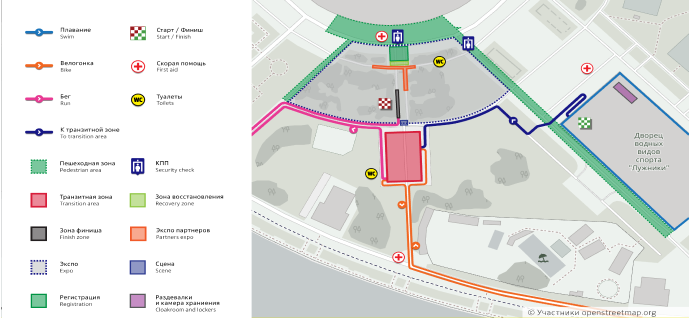 Плавание
Swim
Старт / Финиш
Start / Finish
Велогонка
Bike
Скорая помощь
First aid
Бег
Run
WC
Туалеты
Toilets
К транзитной зоне
To transition area
Пешеходная зона
Pedestrian area
КПП
Security check
Транзитная зона
Transition area
Зона восстановления
Recovery zone
Зона финиша
Finish zone
Экспо партнеров
Partners expo
Экспо
Expo
Сцена
Scene
Регистрация
Registration
Раздевалки
и камера хранения
Cloakroom and lockers
WC
WC
Дворец
водных
видов
спорта
"Лужники"
© Участники openstreetmap.org